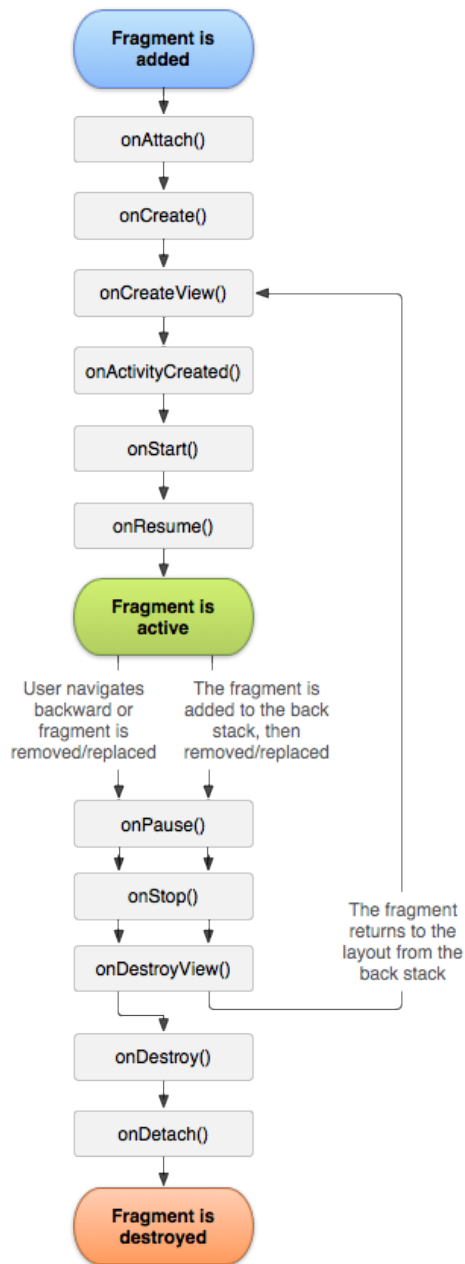 Fragment is
added
onAttach()
onCreate()
onCreateView()
onActivityCreated()
onStart()
onResume()
Fragment is
active
User navigates
backward or
fragment is
removed/replaced
The fragment is
added to the back
stack, then
removed/replaced
onPause()
onStop()
onDestroyView()
The fragment
returns to the
layout from the
back stack
onDestroy()
onDetach()
Fragment is
destroyed